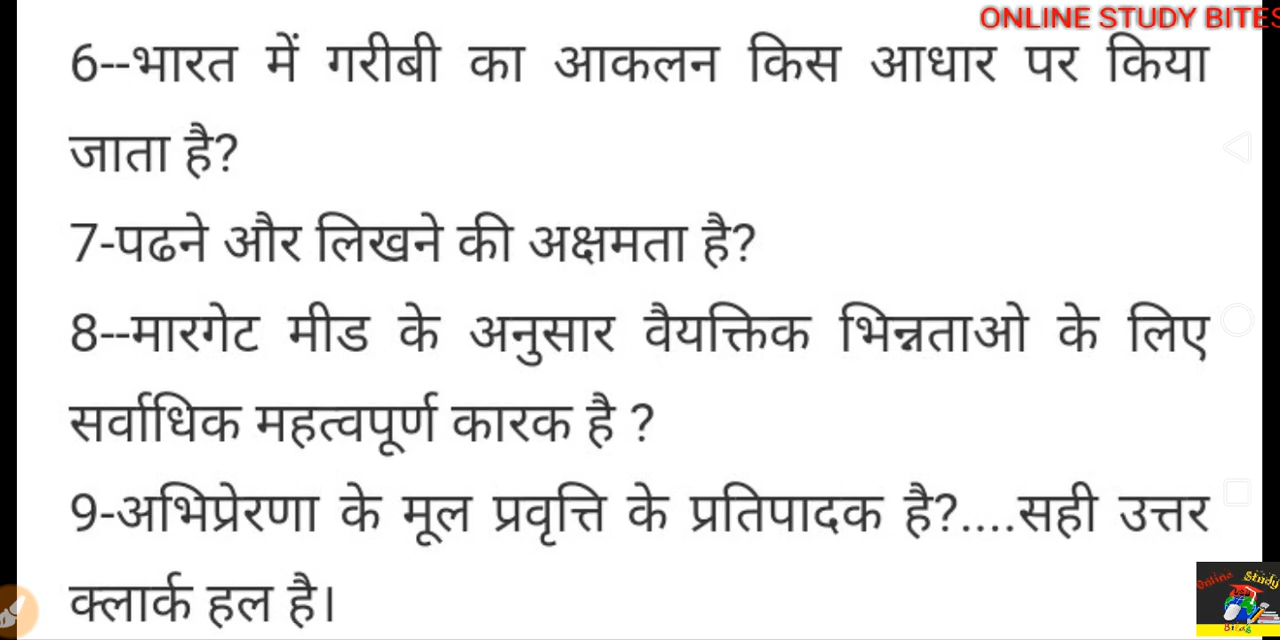 ONLINE STUDY BITES
6--भारत में गरीबी का आकलन किस आधार पर किया
जाता है?
7-पढने और लिखने की अक्षमता है?
8--मारगेट मीड के अनुसार वैयक्तिक भिन्नताओ के लिए
सर्वाधिक महत्वपूर्ण कारक है ?
9-अभिप्रेरणा के मूल प्रवृत्ति के प्रतिपादक है?....सही उत्तर
क्लार्क हल है।
Online Study
Bites